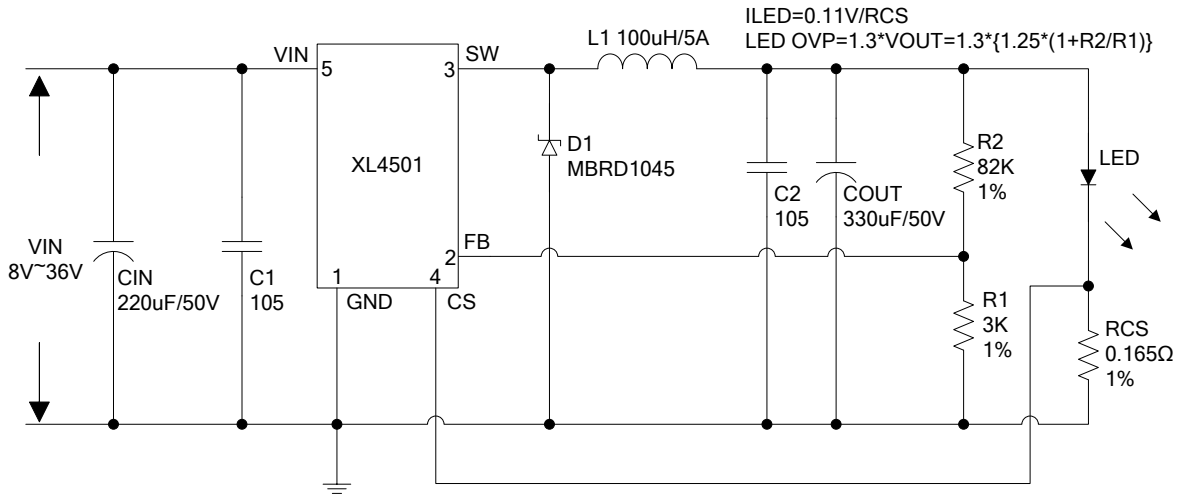 ILED=0.11V/RCS
LED OVP=1.3*VOUT=1.3*{1.25*(1+R2/R1)}
L1 100uH/5A
VIN
5
SW
3
XL4501
D1
MBRD1045
R2
82K
1%
LED
C2
105
COUT
330uF/50V
VIN
8V~36V
CIN
220uF/50V
C1
105
FB
2
1
GND
4
CS
R1
3K
1%
RCS
0.165Ω
1%